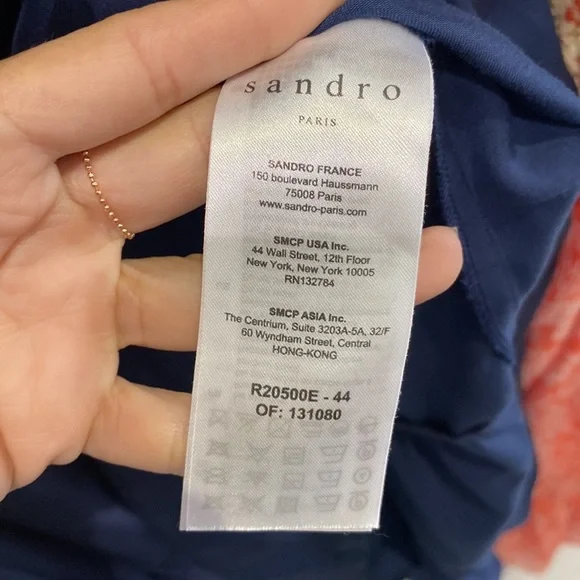 sandro
PARIS
SANDRO FRANCE
150 boulevard Haussmann
75008 Paris
www.sandro-paris.com
SMCP USA Inc.
44 Wall Street, 12th Floor
New York, New York 10005
RN132784
SMCP ASIA Inc.
The Centrium, Suite 3203A-5A, 32/F
60 Wyndham Street, Central
HONG-KONG
R20500E - 44
OF: 131080